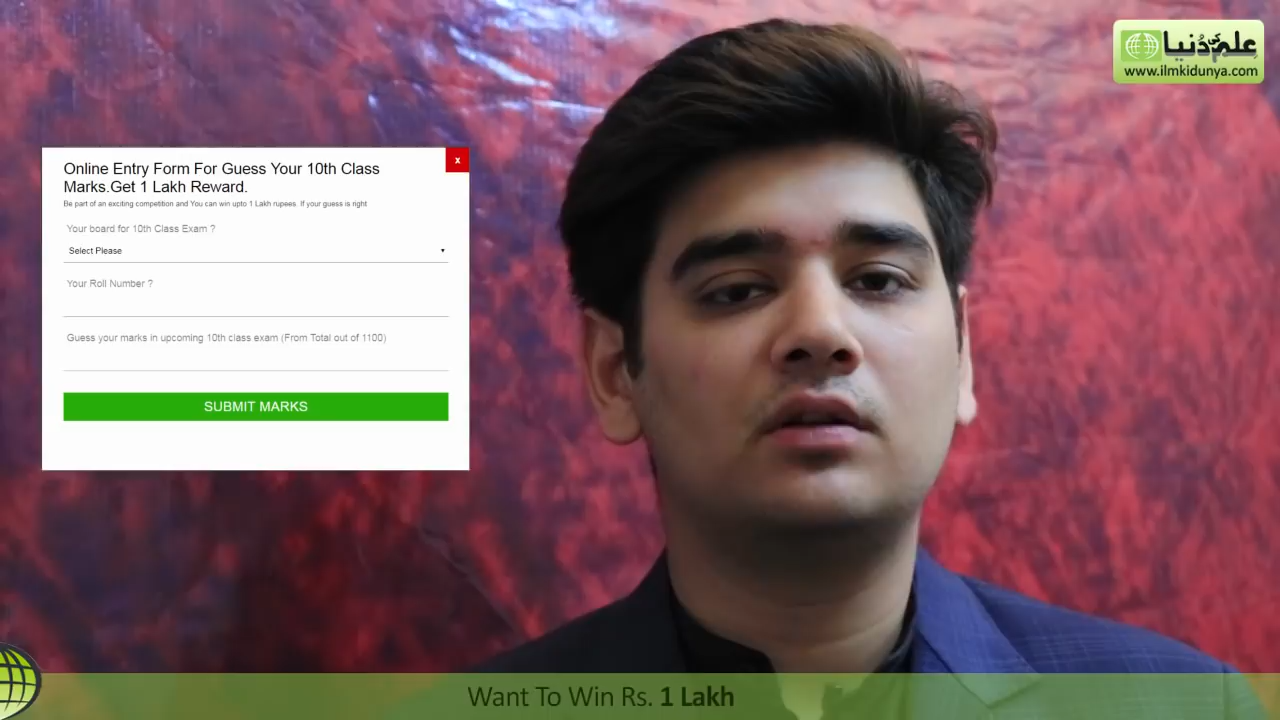 علم کی دُنیا
www.ilmkidunya.com
x
Online Entry Form For Guess Your 10th Class
Marks.Get 1 Lakh Reward.
Be part of an exciting competition and You can win upto 1 Lakh rupees. If your guess is right
Your board for 10th Class Exam ?
Select Please
Your Roll Number ?
Guess your marks in upcoming 10th class exam (From Total out of 1100)
SUBMIT MARKS
Want To Win Rs. 1 Lakh